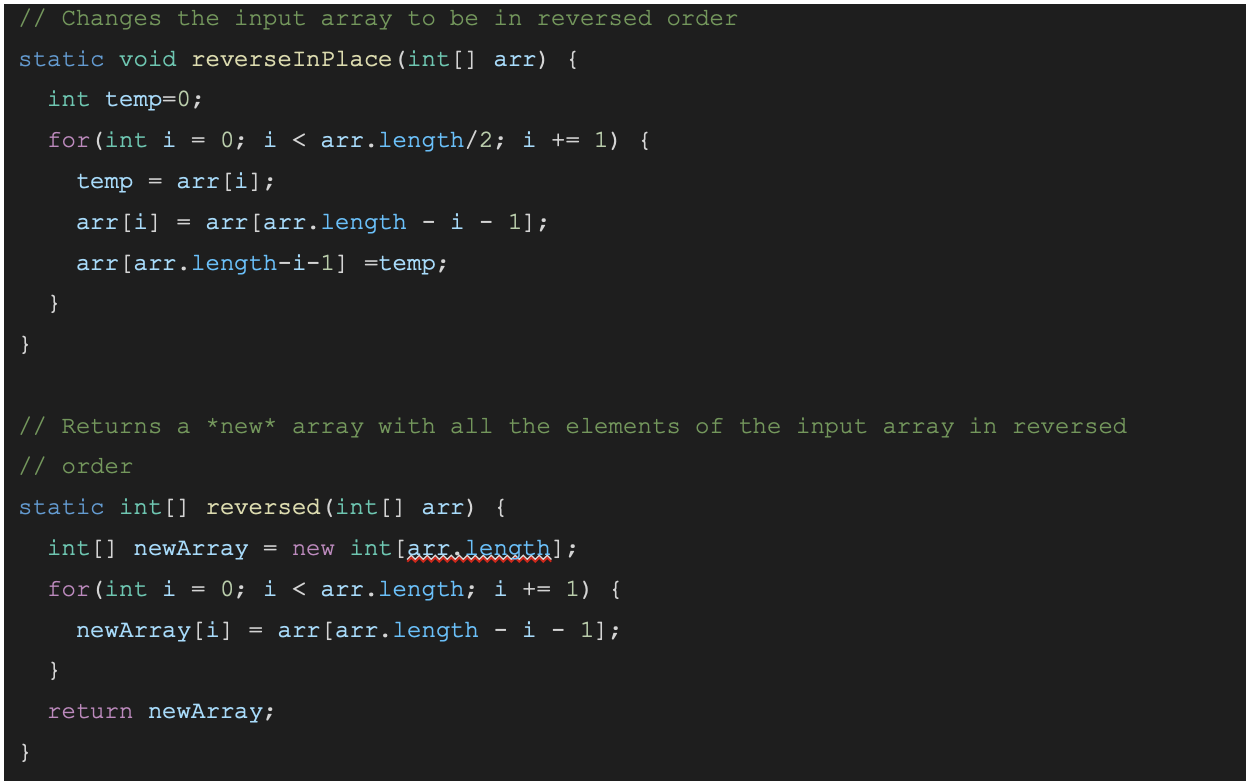 // Changes the input array to be in reversed order
static void reverseInPlace(int[] arr) {
  int temp=0;
  for(int i = 0; i < arr.length/2; i += 1) {
    temp = arr[i];
    arr[i] = arr[arr.length - i - 1];
    arr[arr.length-i-1] =temp;
  }
}

// Returns a *new* array with all the elements of the input array in reversed
// order
static int[] reversed(int[] arr) {
  int[] newArray = new int[arr.length];
  for(int i = 0; i < arr.length; i += 1) {
    newArray[i] = arr[arr.length - i - 1];
  }
  return newArray;
}